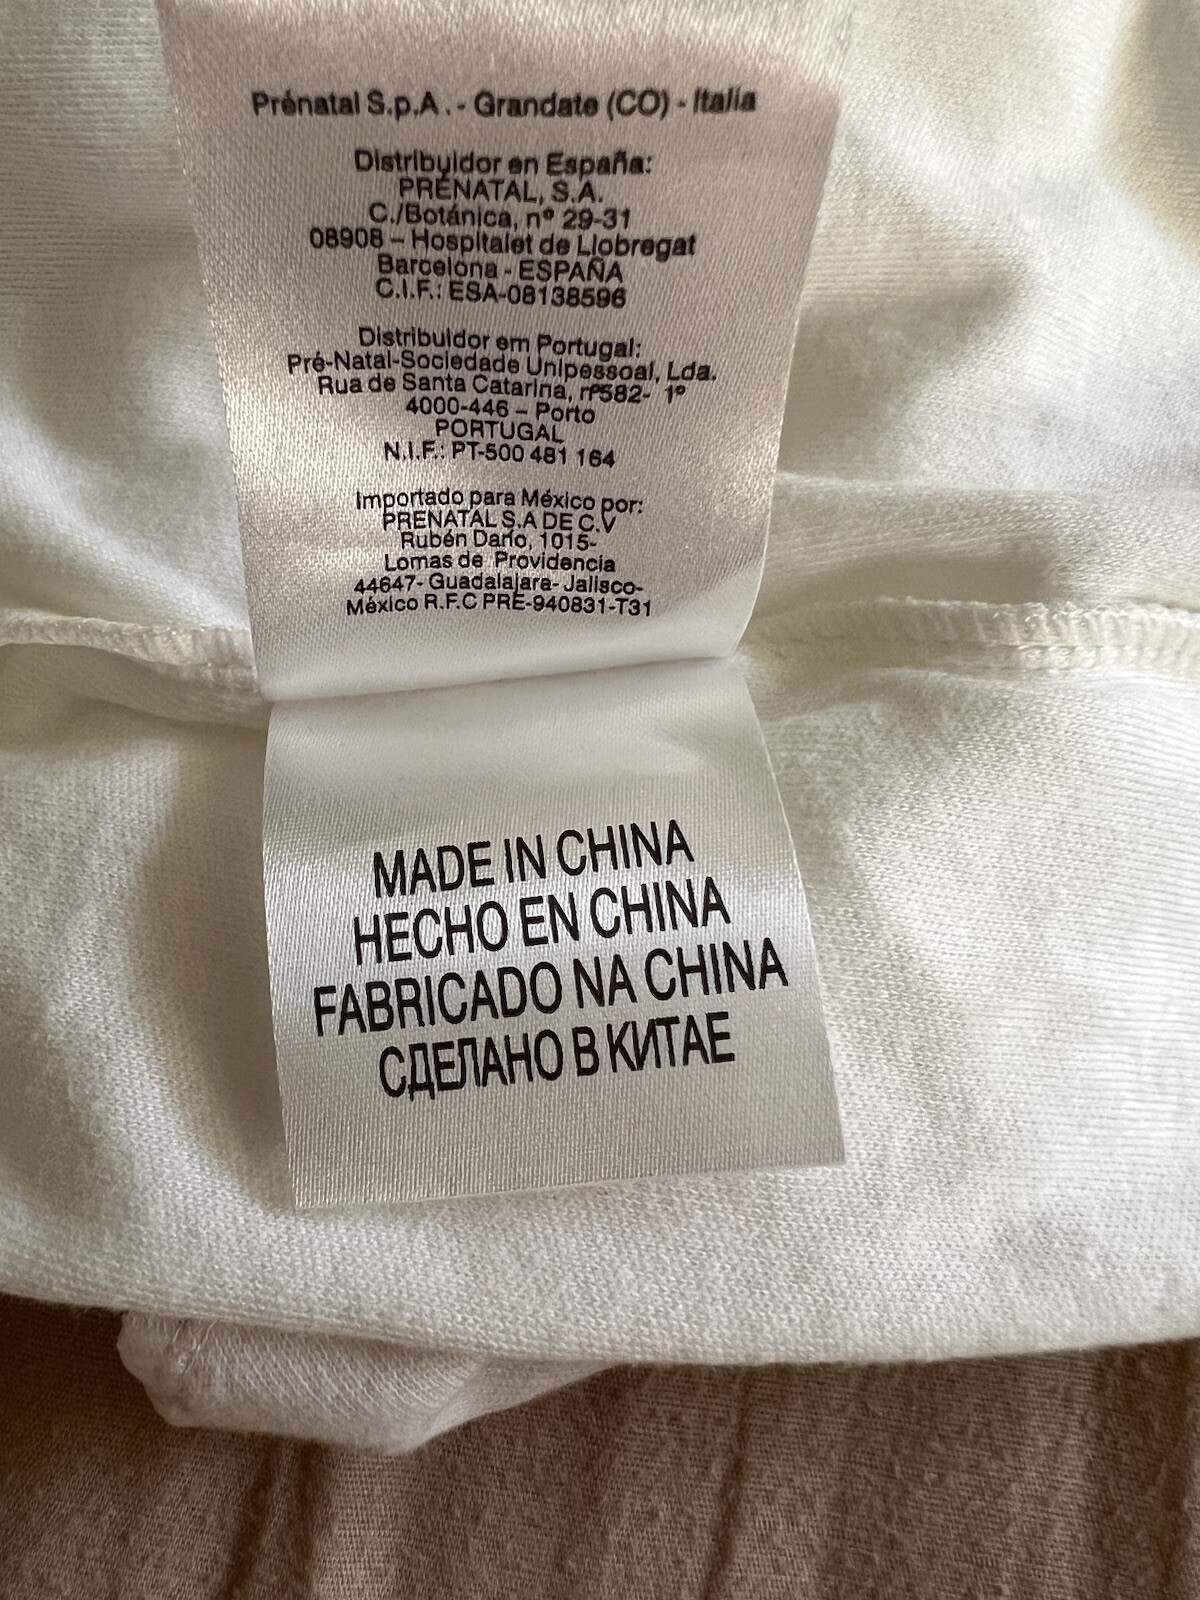 Prénatal S.p.A. - Grandate (CO) - Italia
Distribuidor en España:
PRÉNATAL, S.A.
C./Botánica, nº 29-31
08908 – Hospitalet de Llobregat
Barcelona - ESPAÑA
C.I.F.: ESA-08138596
Distribuidor em Portugal:
Pré-Natal-Sociedade Unipessoal, Lda.
Rua de Santa Catarina, nº582- 1º
4000-446 – Porto
PORTUGAL
N.I.F.: PT-500 481 164
Importado para México por:
PRENATAL S.A DE C.V
Rubén Darío, 1015-
Lomas de Providencia
44647- Guadalajara- Jalisco-
México R.F.C PRE-940831-T31
MADE IN CHINA
HECHO EN CHINA
FABRICADO NA CHINA
СДЕЛАНО В КИТАЕ